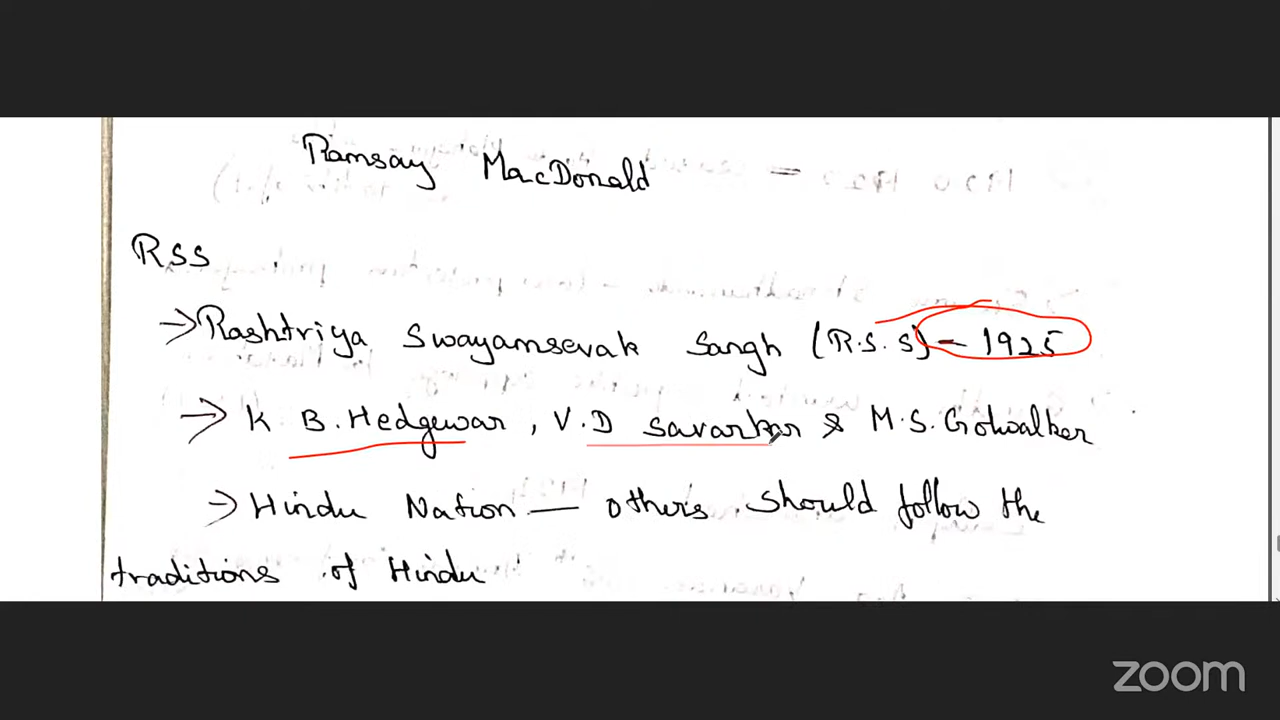 Ramsay MacDonald
RSS
→ Rashtriya Swayamsevak Sangh (R.S.S) - 1925
→ K B. Hedgewar, V.D Savarkar & M.S. Golwalker
→ Hindu Nation — others should follow the
traditions of Hindu
zoom